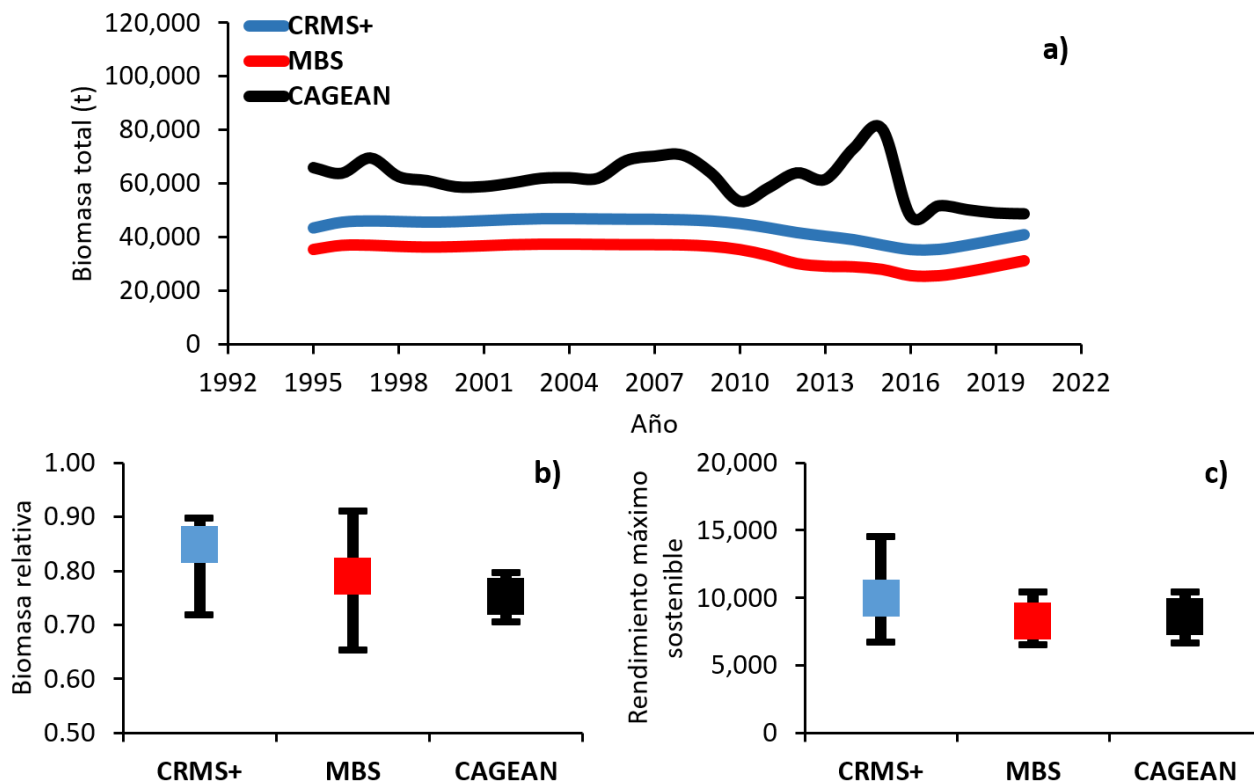 120,000
100,000
80,000
60,000
40,000
20,000
0
Biomasa total (t)
CRMS+
MBS
CAGEAN
a)
1992 1995 1998 2001 2004 2007 2010 2013 2016 2019 2022
Año
1.00
0.90
0.80
0.70
0.60
0.50
Biomasa relativa
b)
CRMS+ MBS CAGEAN
20,000
15,000
10,000
5,000
0
Rendimiento máximo
sostenible
c)
CRMS+ MBS CAGEAN